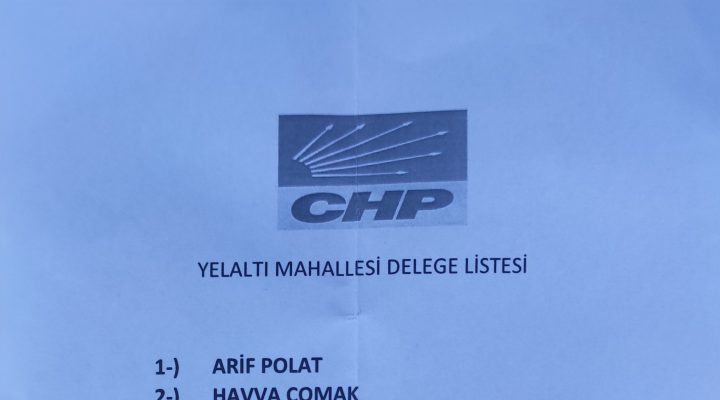 CHP
YELALTI MAHALLESİ DELEGE LİSTESİ
1-) ARİF POLAT
2-) HAVVA ÇOMAK